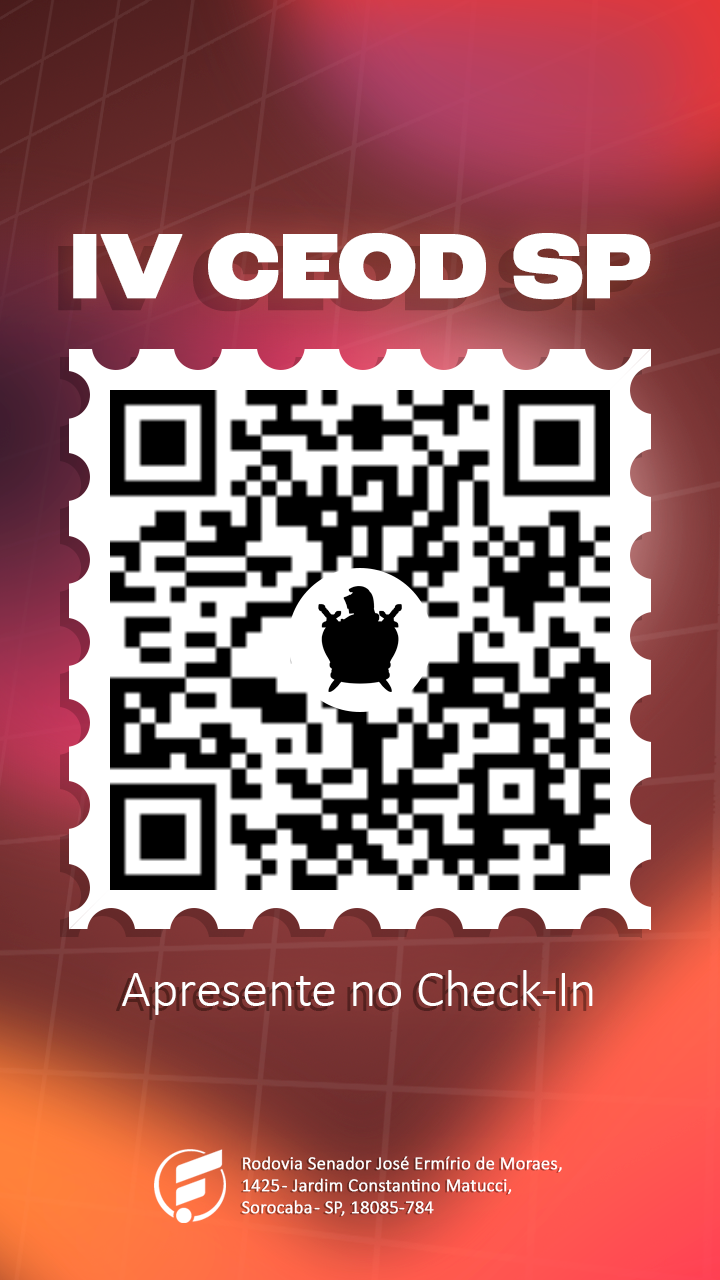 IV CEOD SP
Apresente no Check-In
Rodovia Senador José Ermírio de Moraes,
1425- Jardim Constantino Matucci,
Sorocaba- SP, 18085-784